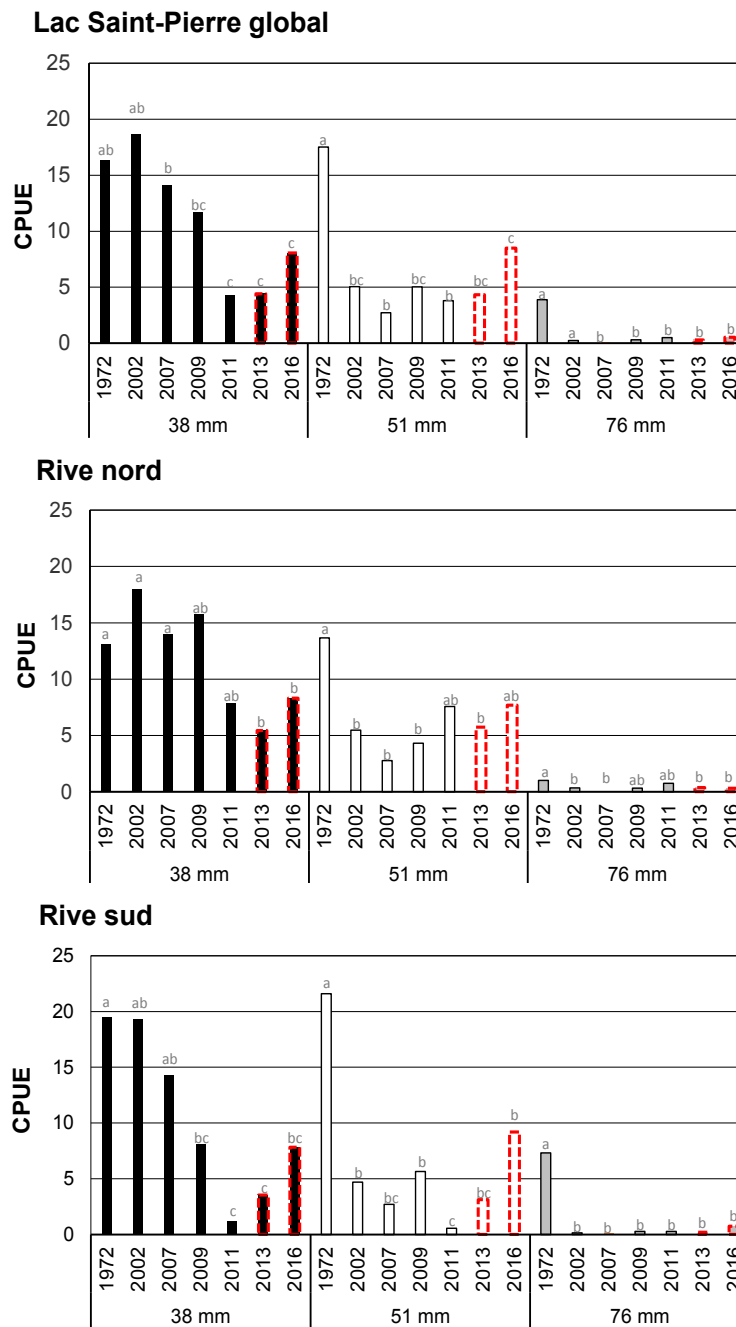 Lac Saint-Pierre global
25
20
15
10
5
0
CPUE
ab ab b bc c c c a bc b bc b bc c a a b b b b b
1972 2002 2007 2009 2011 2013 2016 1972 2002 2007 2009 2011 2013 2016 1972 2002 2007 2009 2011 2013 2016
38 mm 51 mm 76 mm
Rive nord
25
20
15
10
5
0
CPUE
a a a ab ab b b a b b b ab b ab a b b ab ab b b
1972 2002 2007 2009 2011 2013 2016 1972 2002 2007 2009 2011 2013 2016 1972 2002 2007 2009 2011 2013 2016
38 mm 51 mm 76 mm
Rive sud
25
20
15
10
5
0
CPUE
a ab ab bc c c bc a b bc b c bc b a b b b b b b
1972 2002 2007 2009 2011 2013 2016 1972 2002 2007 2009 2011 2013 2016 1972 2002 2007 2009 2011 2013 2016
38 mm 51 mm 76 mm